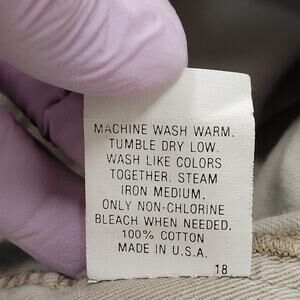 MACHINE WASH WARM.
TUMBLE DRY LOW.
WASH LIKE COLORS
TOGETHER. STEAM
IRON MEDIUM.
ONLY NON-CHLORINE
BLEACH WHEN NEEDED.
100% COTTON
MADE IN U.S.A.
18